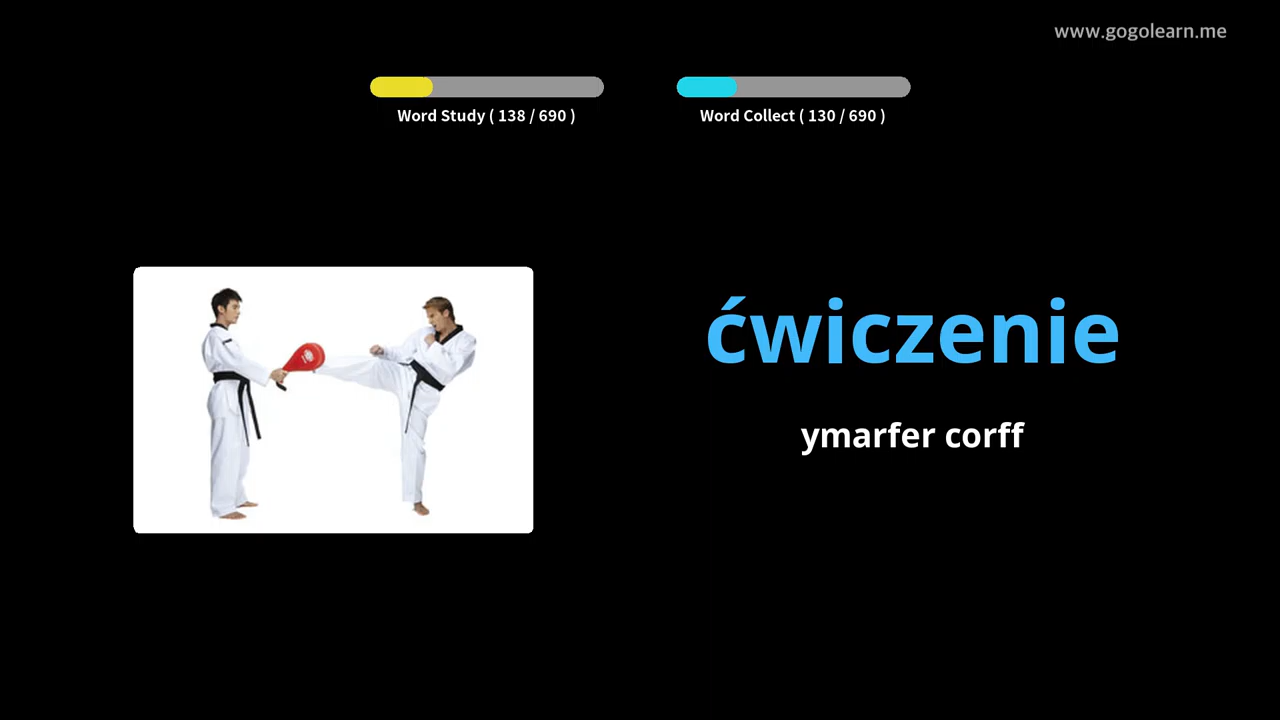 www.gogolearn.me
Word Study ( 138 / 690 )
Word Collect ( 130 / 690 )
ćwiczenie
ymarfer corff